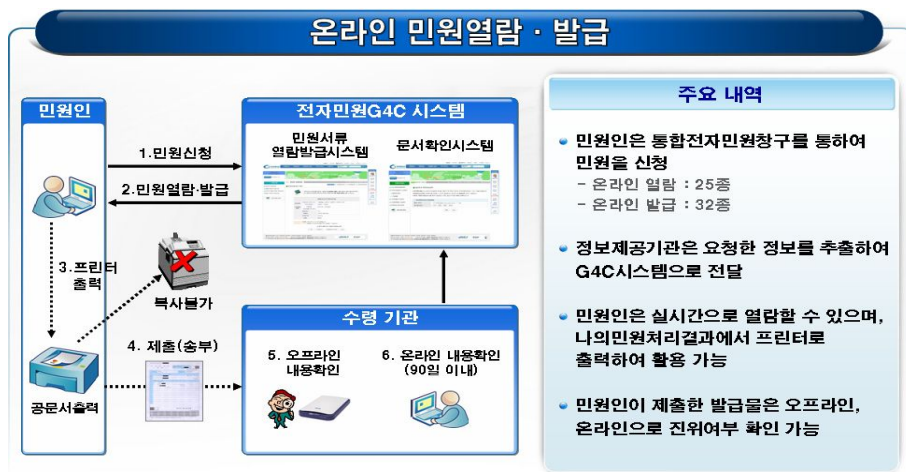 온라인 민원열람 · 발급
민원인
전자민원G4C 시스템
민원서류
열람발급시스템
문서확인시스템
1.민원신청
2.민원열람·발급
3.프린터
출력
복사불가
4. 제출(송부)
공문서출력
수령 기관
5. 오프라인
내용확인
6. 온라인 내용확인
(90일 이내)
주요 내역
민원인은 통합전자민원창구를 통하여
민원을 신청
- 온라인 열람 : 25종
- 온라인 발급 : 32종
정보제공기관은 요청한 정보를 추출하여
G4C시스템으로 전달
민원인은 실시간으로 열람할 수 있으며,
나의민원처리결과에서 프린터로
출력하여 활용 가능
민원인이 제출한 발급물은 오프라인,
온라인으로 진위여부 확인 가능